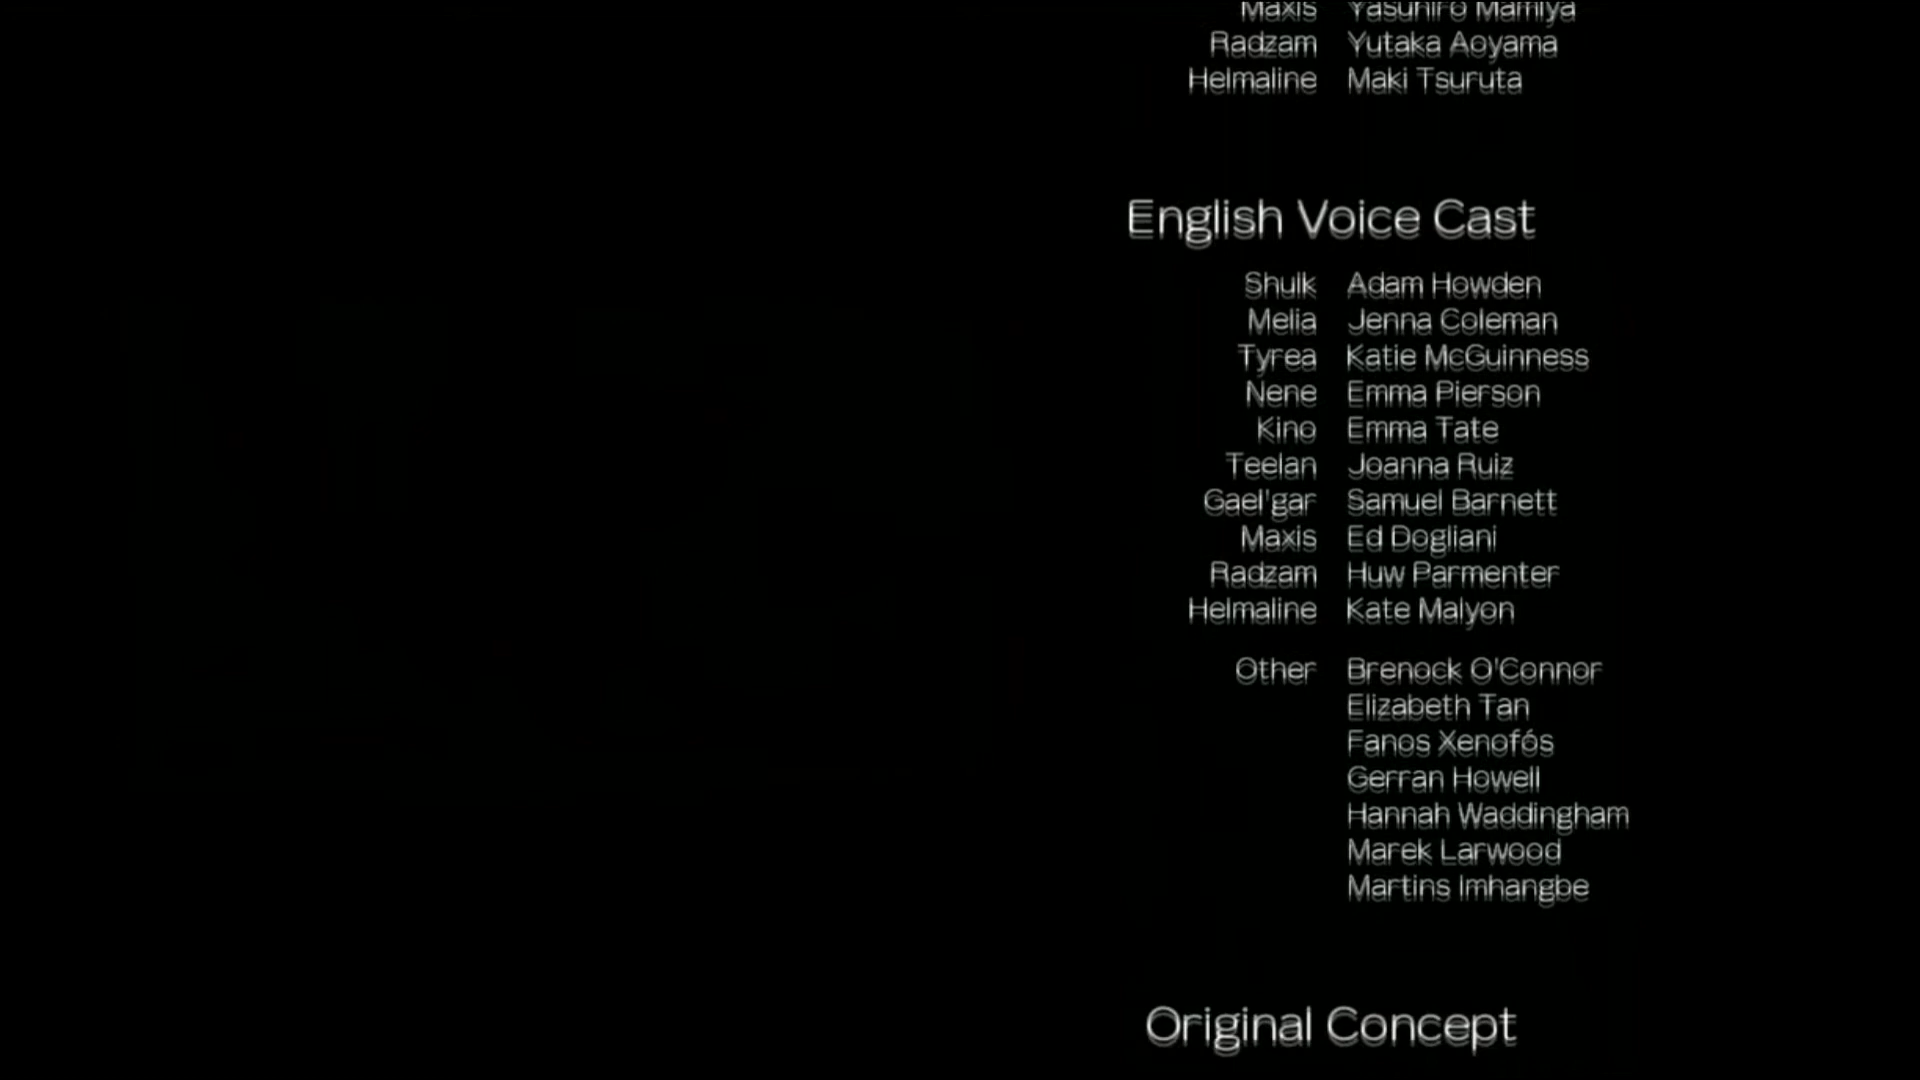 Maxis Yasuhiro Mamiya
Radzam Yutaka Aoyama
Helmaline Maki Tsuruta
English Voice Cast
Shulk Adam Howden
Melia Jenna Coleman
Tyrea Katie McGuinness
Nene Emma Pierson
Kino Emma Tate
Teelan Joanna Ruiz
Gael'gar Samuel Barnett
Maxis Ed Dogliani
Radzam Huw Parmenter
Helmaline Kate Malyon
Other Brenock O'Connor
Elizabeth Tan
Fanos Xenofós
Gerran Howell
Hannah Waddingham
Marek Larwood
Martins Imhangbe
Original Concept